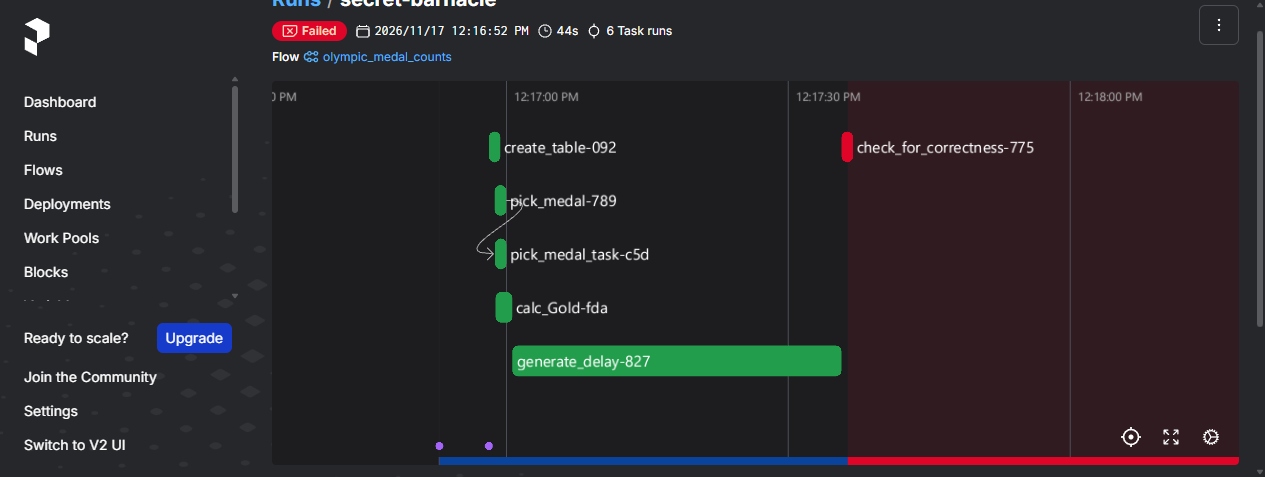 Runs / secret-barnacle
Failed 2026/11/17 12:16:52 PM 44s 6 Task runs
Flow olympic_medal_counts
Dashboard
Runs
Flows
Deployments
Work Pools
Blocks
Ready to scale? Upgrade
Join the Community
Settings
Switch to V2 UI
0 PM 12:17:00 PM 12:17:30 PM 12:18:00 PM
create_table-092 check_for_correctness-775
pick_medal-789
pick_medal_task-c5d
calc_Gold-fda
generate_delay-827